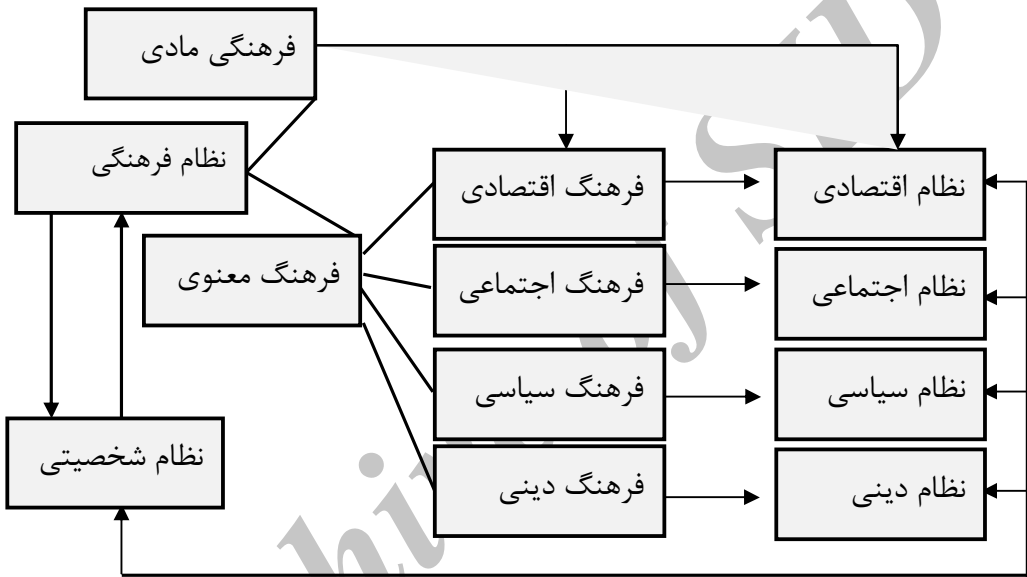 فرهنگی مادی
نظام فرهنگی
فرهنگ معنوی
نظام شخصیتی
فرهنگ اقتصادی
نظام اقتصادی
فرهنگ اجتماعی
نظام اجتماعی
فرهنگ سیاسی
نظام سیاسی
فرهنگ دینی
نظام دینی